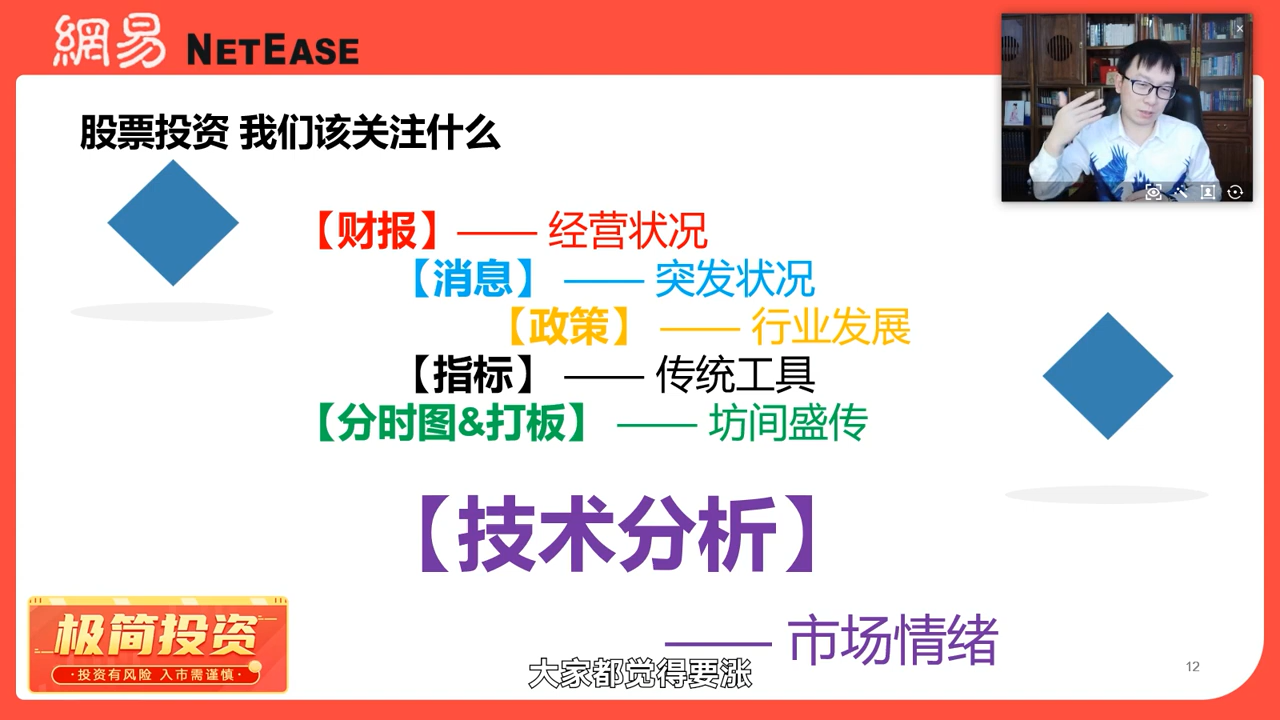 網易 NETEASE
股票投资 我们该关注什么
【财报】—— 经营状况
【消息】 —— 突发状况
【政策】 —— 行业发展
【指标】 —— 传统工具
【分时图&打板】 —— 坊间盛传
【技术分析】
—— 市场情绪
极简投资
·投资有风险 入市需谨慎·
大家都觉得要涨
12